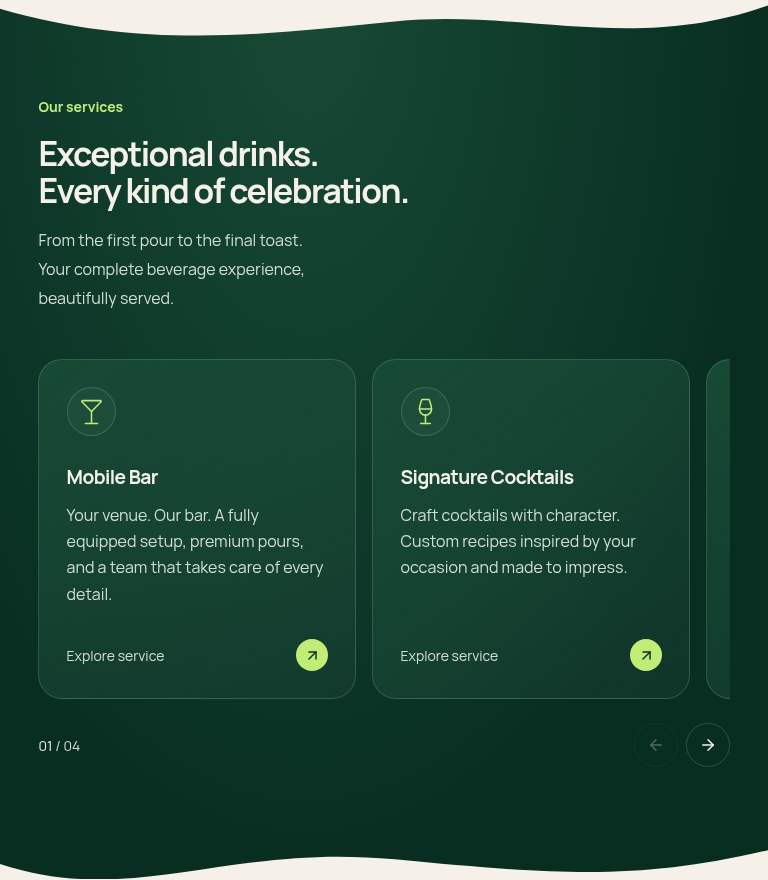 Our services
Exceptional drinks.
Every kind of celebration.
From the first pour to the final toast.
Your complete beverage experience,
beautifully served.
Mobile Bar
Your venue. Our bar. A fully
equipped setup, premium pours,
and a team that takes care of every
detail.
Explore service
Signature Cocktails
Craft cocktails with character.
Custom recipes inspired by your
occasion and made to impress.
Explore service
01 / 04